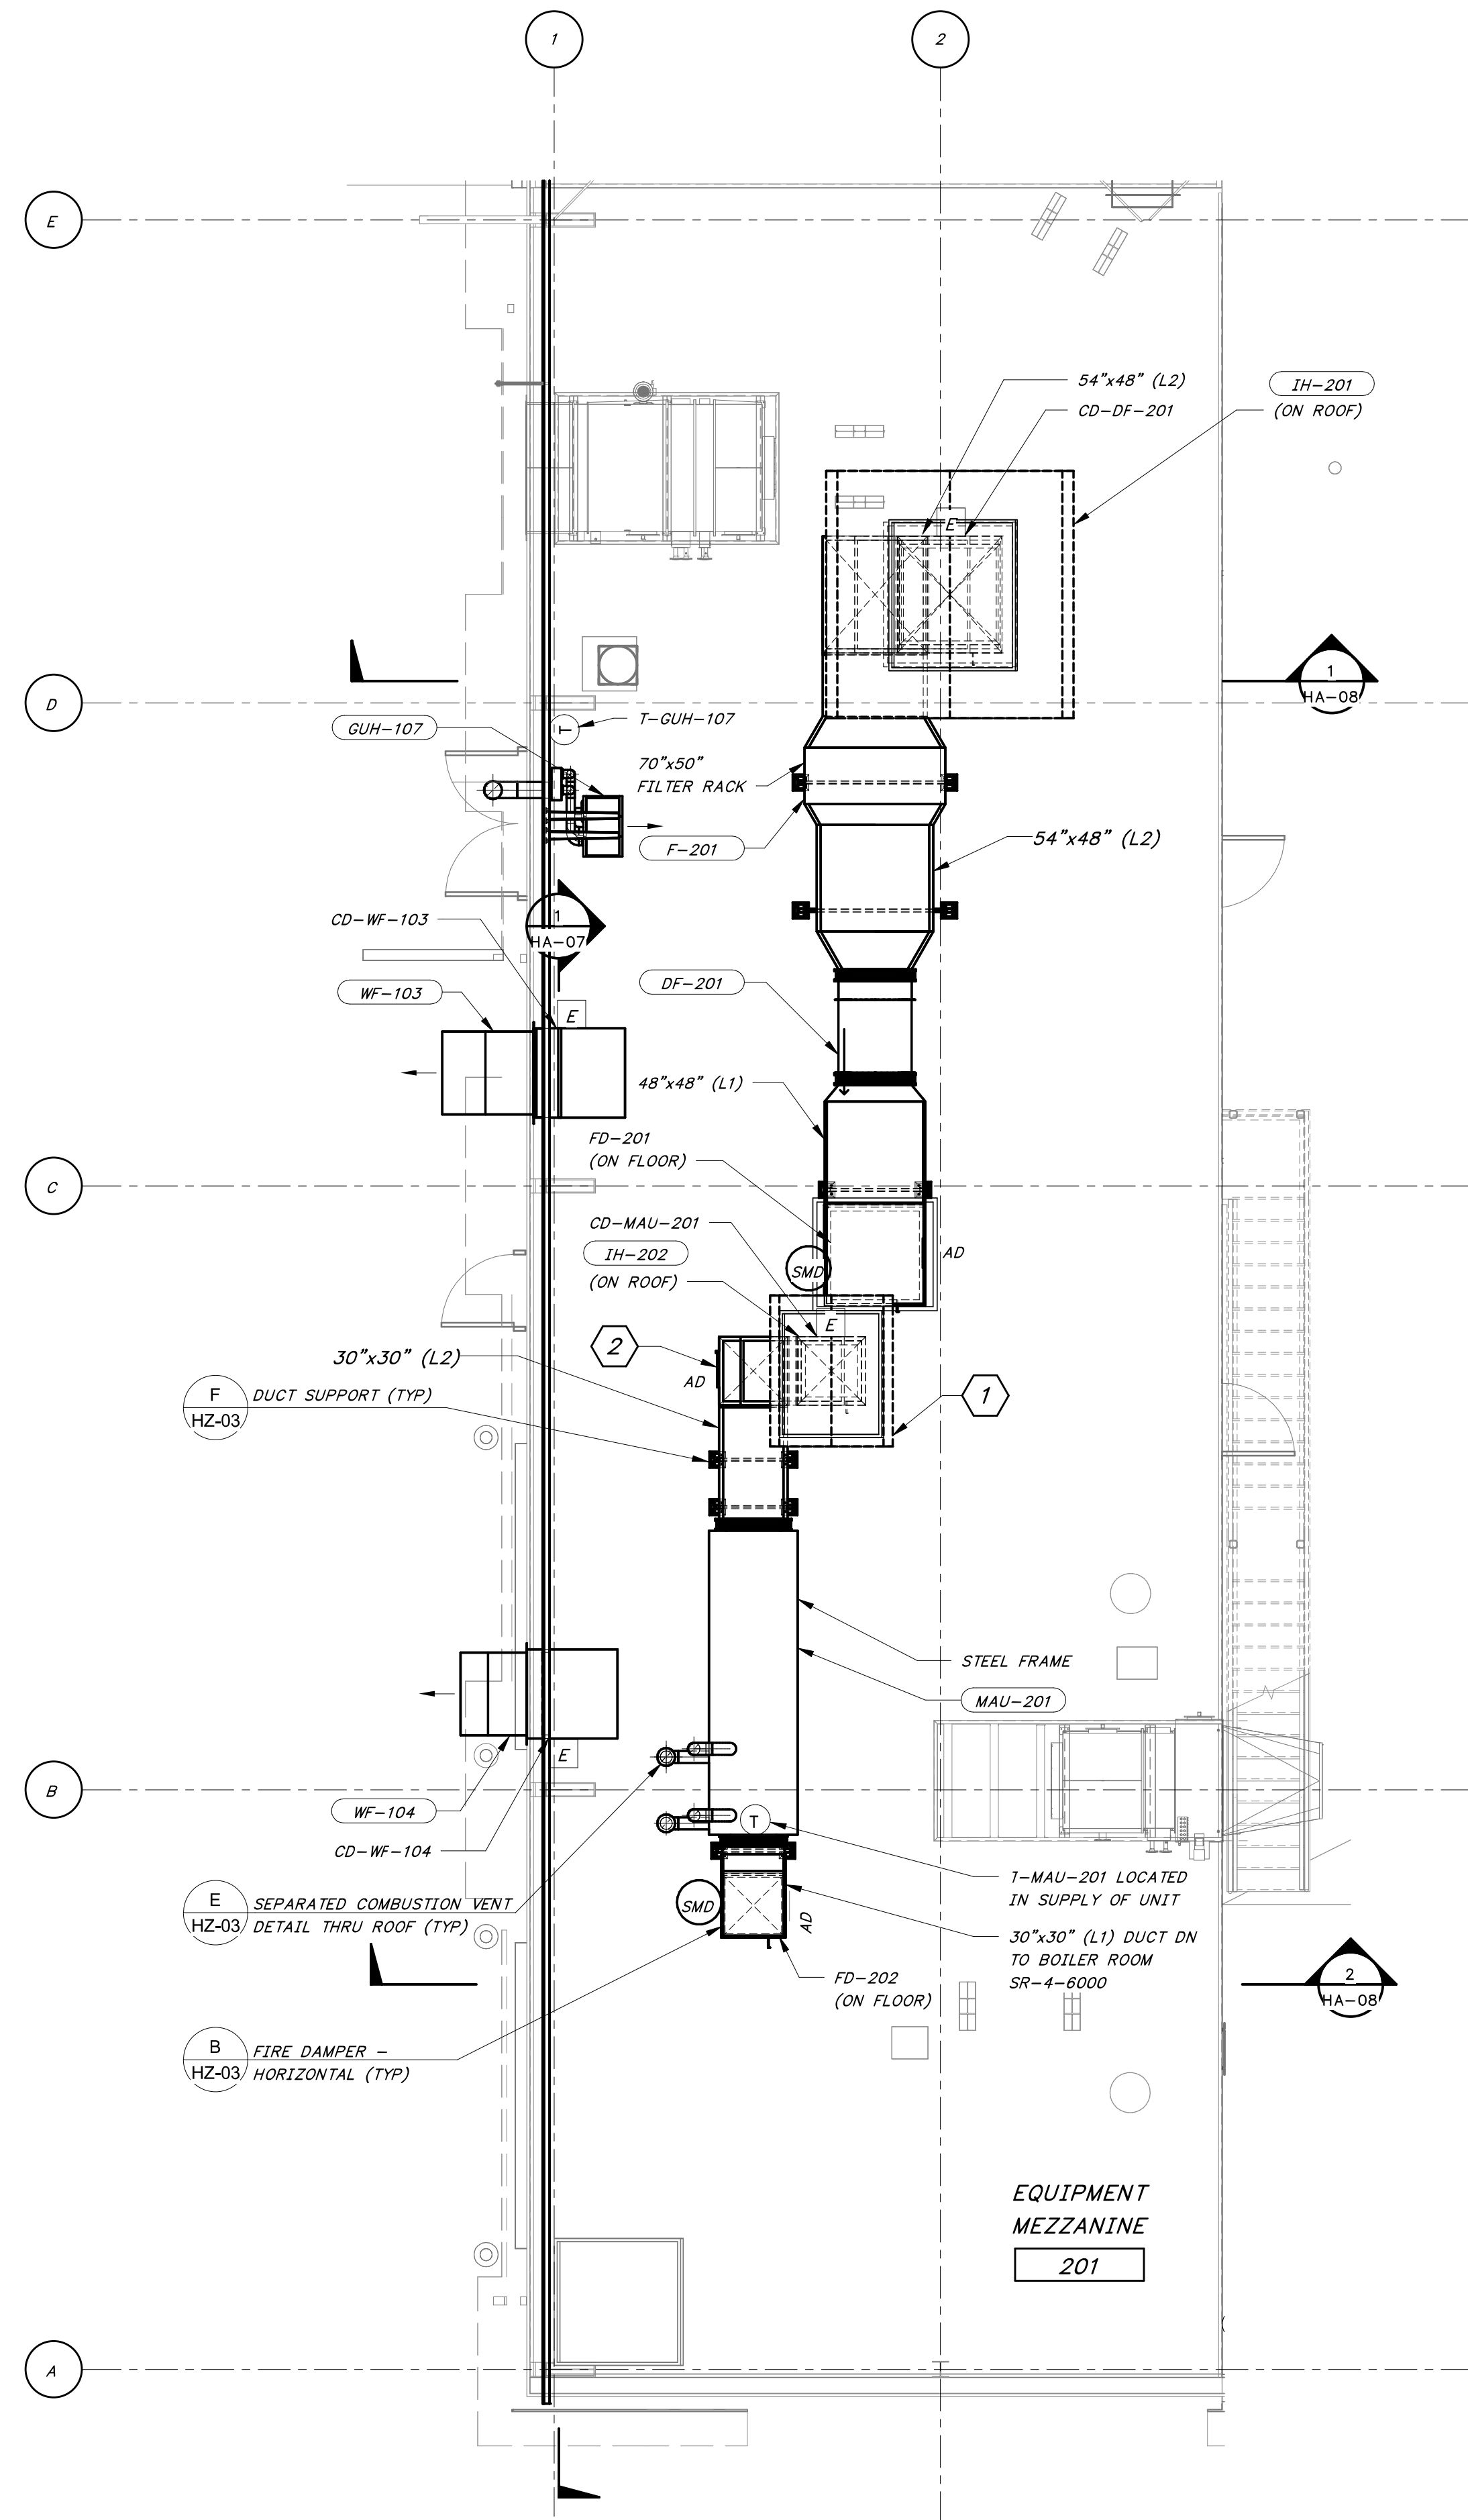 1
2
E
54"x48" (L2)
CD-DF-201
IH-201
(ON ROOF)
E
1
HA-08
D
GUH-107
T
T-GUH-107
70"x50"
FILTER RACK
F-201
54"x48" (L2)
CD-WF-103
1
HA-07
WF-103
E
DF-201
48"x48" (L1)
FD-201
(ON FLOOR)
C
CD-MAU-201
IH-202
(ON ROOF)
SMD
AD
E
2
30"x30" (L2)
AD
1
F
HZ-03
DUCT SUPPORT (TYP)
STEEL FRAME
MAU-201
E
B
WF-104
CD-WF-104
T
T-MAU-201 LOCATED
IN SUPPLY OF UNIT
E
HZ-03
SEPARATED COMBUSTION VENT
DETAIL THRU ROOF (TYP)
SMD
AD
30"x30" (L1) DUCT DN
TO BOILER ROOM
SR-4-6000
FD-202
(ON FLOOR)
2
HA-08
B
HZ-03
FIRE DAMPER -
HORIZONTAL (TYP)
EQUIPMENT
MEZZANINE
201
A